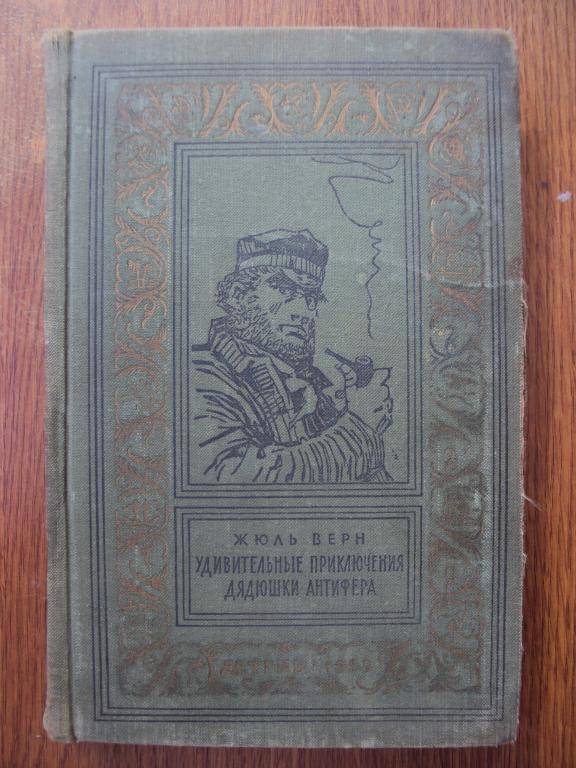 ЖЮЛЬ ВЕРН
УДИВИТЕЛЬНЫЕ ПРИКЛЮЧЕНИЯ
ДЯДЮШКИ АНТИФЕРА